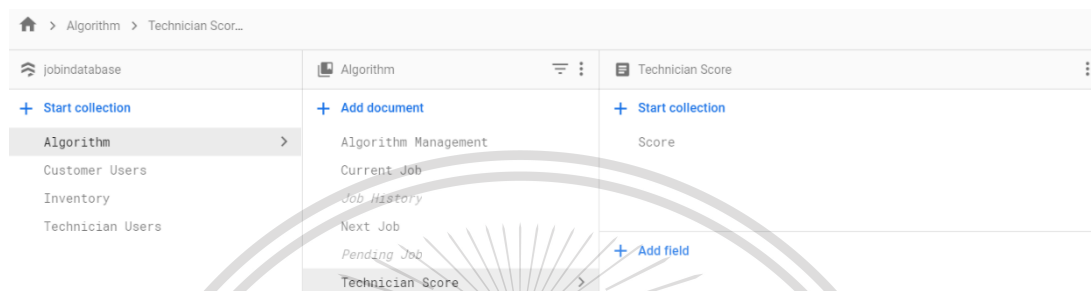 Algorithm > Technician Scor...
jobindatabase
Algorithm
Technician Score
+ Start collection
+ Add document
+ Start collection
Algorithm
Algorithm Management
Score
Customer Users
Current Job
Inventory
Job History
Technician Users
Next Job
Pending Job
+ Add field
Technician Score